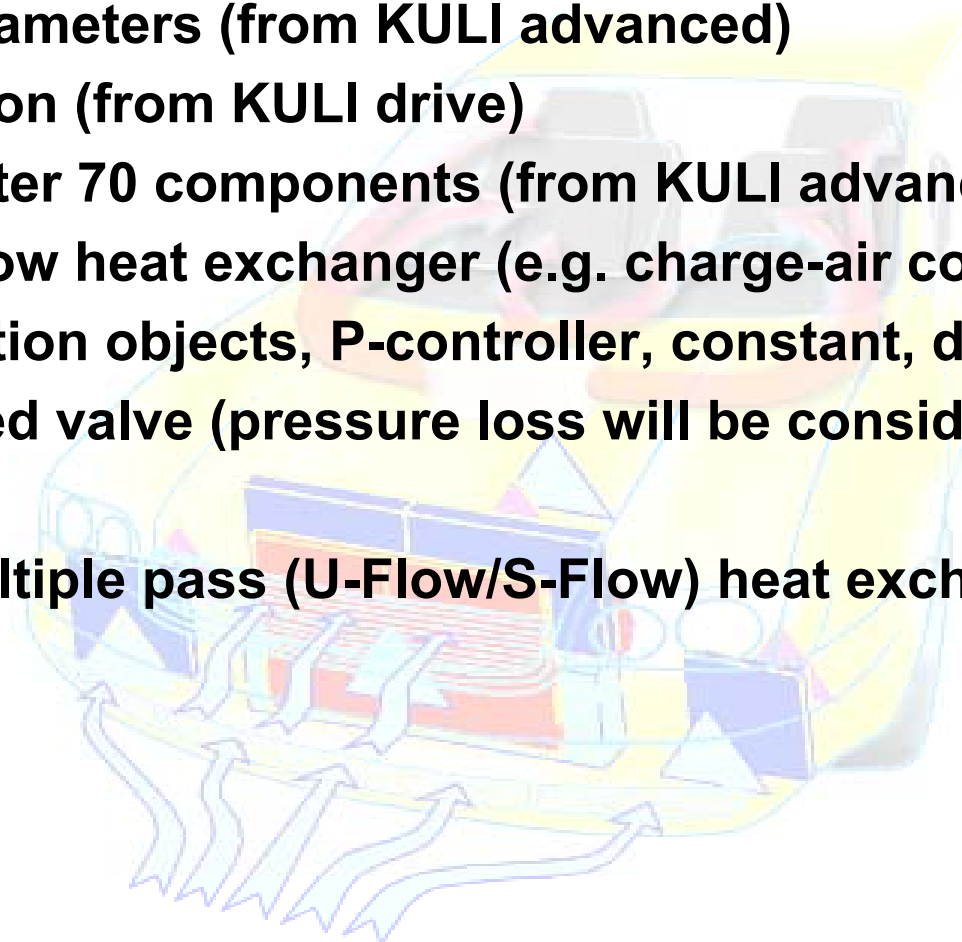 ameters (from KULI advanced)
on (from KULI drive)
ter 70 components (from KULI advan
ow heat exchanger (e.g. charge-air co
tion objects, P-controller, constant, d
ed valve (pressure loss will be consid
ltiple pass (U-Flow/S-Flow) heat exch